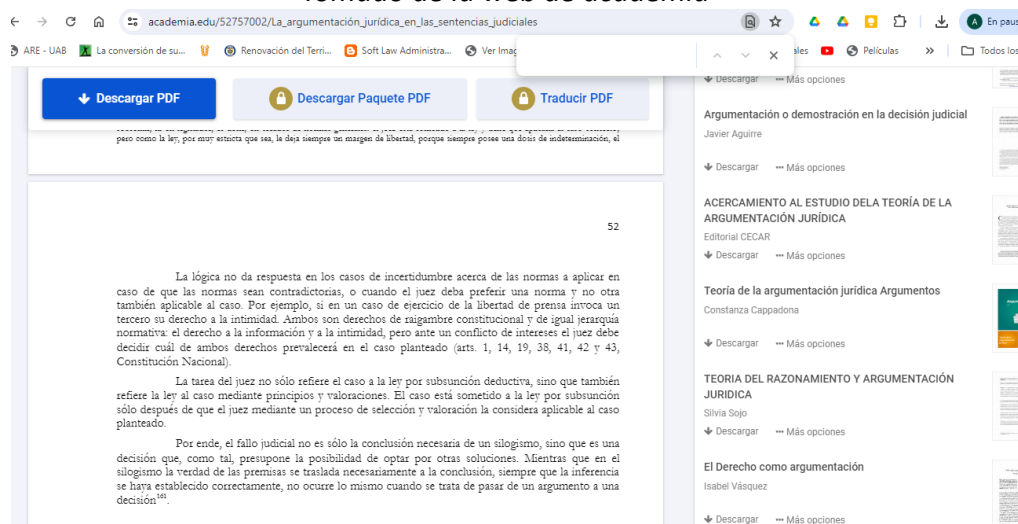 Tomado de la web de academia
academia.edu/52757002/La_argumentación_jurídica_en_las_sentencias_judiciales
En paus
ARE - UAB
La conversión de su...
Renovación del Terri...
Soft Law Administra...
Ver Imag
ales
Películas
»
Todos los
Descargar PDF
Descargar Paquete PDF
Traducir PDF
pero como la ley, por muy estricta que sea, le deja siempre un margen de libertad, porque siempre posee una dosis de indeterminación, el
52
La lógica no da respuesta en los casos de incertidumbre acerca de las normas a aplicar en
caso de que las normas sean contradictorias, o cuando el juez deba preferir una norma y no otra
también aplicable al caso. Por ejemplo, si en un caso de ejercicio de la libertad de prensa invoca un
tercero su derecho a la intimidad. Ambos son derechos de raigambre constitucional y de igual jerarquía
normativa: el derecho a la información y a la intimidad, pero ante un conflicto de intereses el juez debe
decidir cuál de ambos derechos prevalecerá en el caso planteado (arts. 1, 14, 19, 38, 41, 42 y 43,
Constitución Nacional).
La tarea del juez no sólo refiere el caso a la ley por subsunción deductiva, sino que también
refiere la ley al caso mediante principios y valoraciones. El caso está sometido a la ley por subsunción
sólo después de que el juez mediante un proceso de selección y valoración la considera aplicable al caso
planteado.
Por ende, el fallo judicial no es sólo la conclusión necesaria de un silogismo, sino que es una
decisión que, como tal, presupone la posibilidad de optar por otras soluciones. Mientras que en el
silogismo la verdad de las premisas se traslada necesariamente a la conclusión, siempre que la inferencia
se haya establecido correctamente, no ocurre lo mismo cuando se trata de pasar de un argumento a una
decisión161.
Descargar ••• Más opciones
Argumentación o demostración en la decisión judicial
Javier Aguirre
Descargar ••• Más opciones
ACERCAMIENTO AL ESTUDIO DELA TEORÍA DE LA
ARGUMENTACIÓN JURÍDICA
Editorial CECAR
Descargar ••• Más opciones
Teoría de la argumentación jurídica Argumentos
Constanza Cappadona
Descargar ••• Más opciones
TEORIA DEL RAZONAMIENTO Y ARGUMENTACIÓN
JURIDICA
Silvia Sojo
Descargar ••• Más opciones
El Derecho como argumentación
Isabel Vásquez
Descargar ••• Más opciones